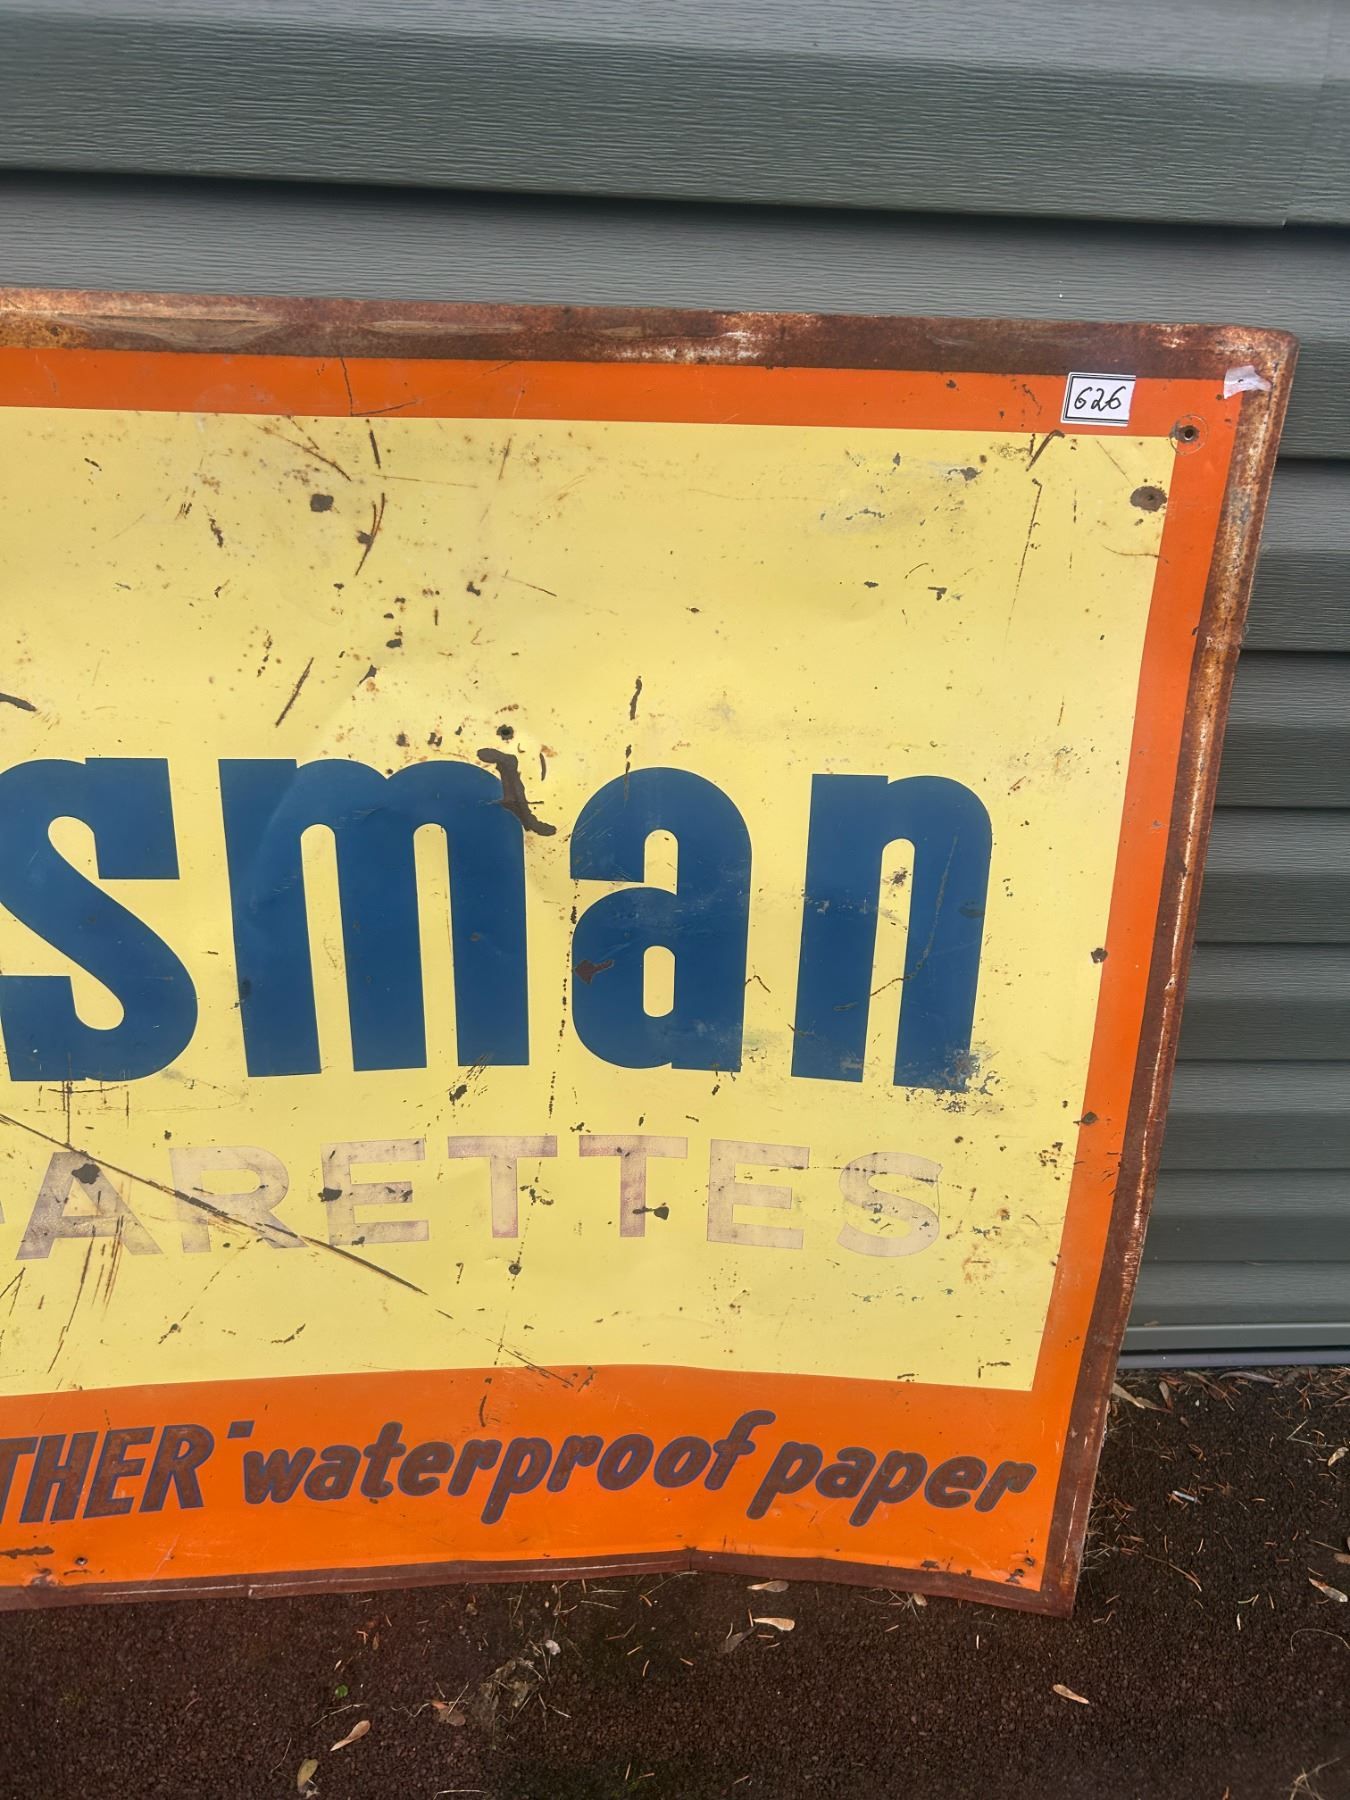 626
sman
ARETTES
THER" waterproof paper